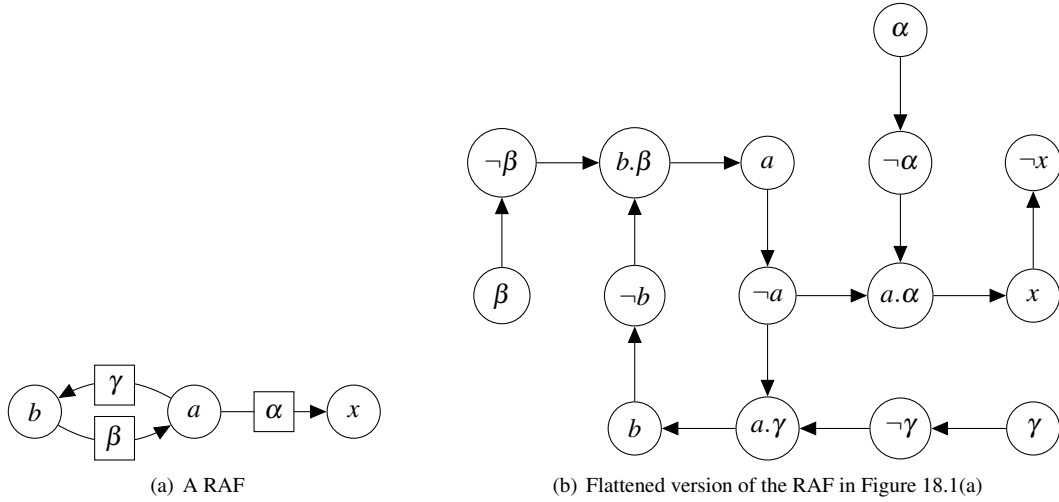 α
¬β b.β a ¬α ¬x
β ¬b ¬a a.α x
γ
b a α x
β
b a.γ ¬γ γ
(a) A RAF
(b) Flattened version of the RAF in Figure 18.1(a)